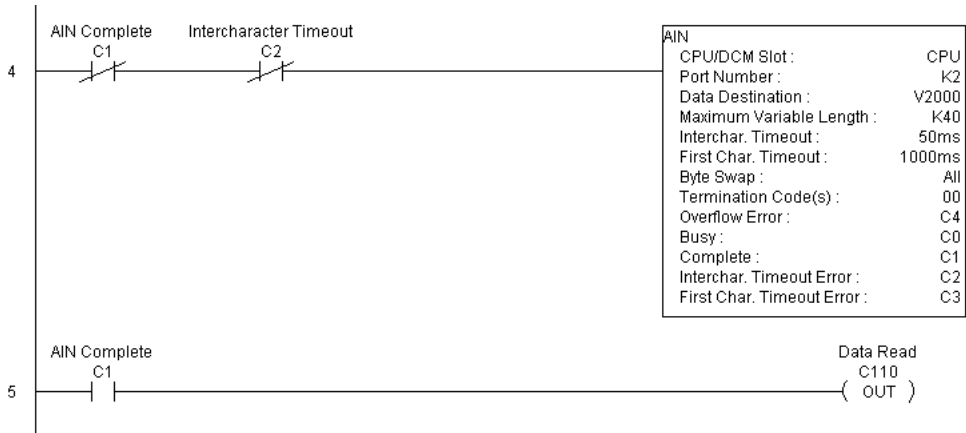 AIN Complete Intercharacter Timeout
C1 C2
4
AIN
CPU/DCM Slot : CPU
Port Number : K2
Data Destination : V2000
Maximum Variable Length : K40
Interchar. Timeout : 50ms
First Char. Timeout : 1000ms
Byte Swap : All
Termination Code(s) : 00
Overflow Error : C4
Busy : C0
Complete : C1
Interchar. Timeout Error : C2
First Char. Timeout Error : C3
AIN Complete Data Read
C1 C110
5 ( OUT )